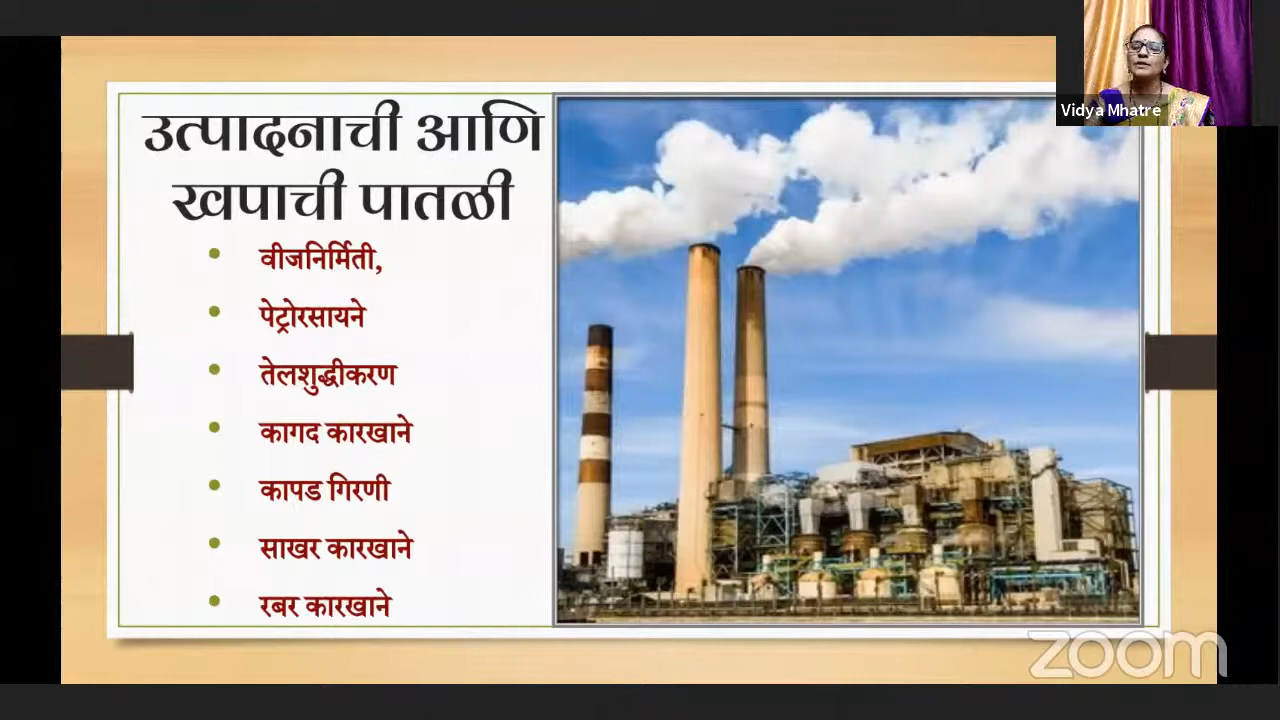 उत्पादनाची आणि
खपाची पातळी
वीजनिर्मिती,
पेट्रोरसायने
तेलशुद्धीकरण
कागद कारखाने
कापड गिरणी
साखर कारखाने
रबर कारखाने
Vidya Mhatre
zoom